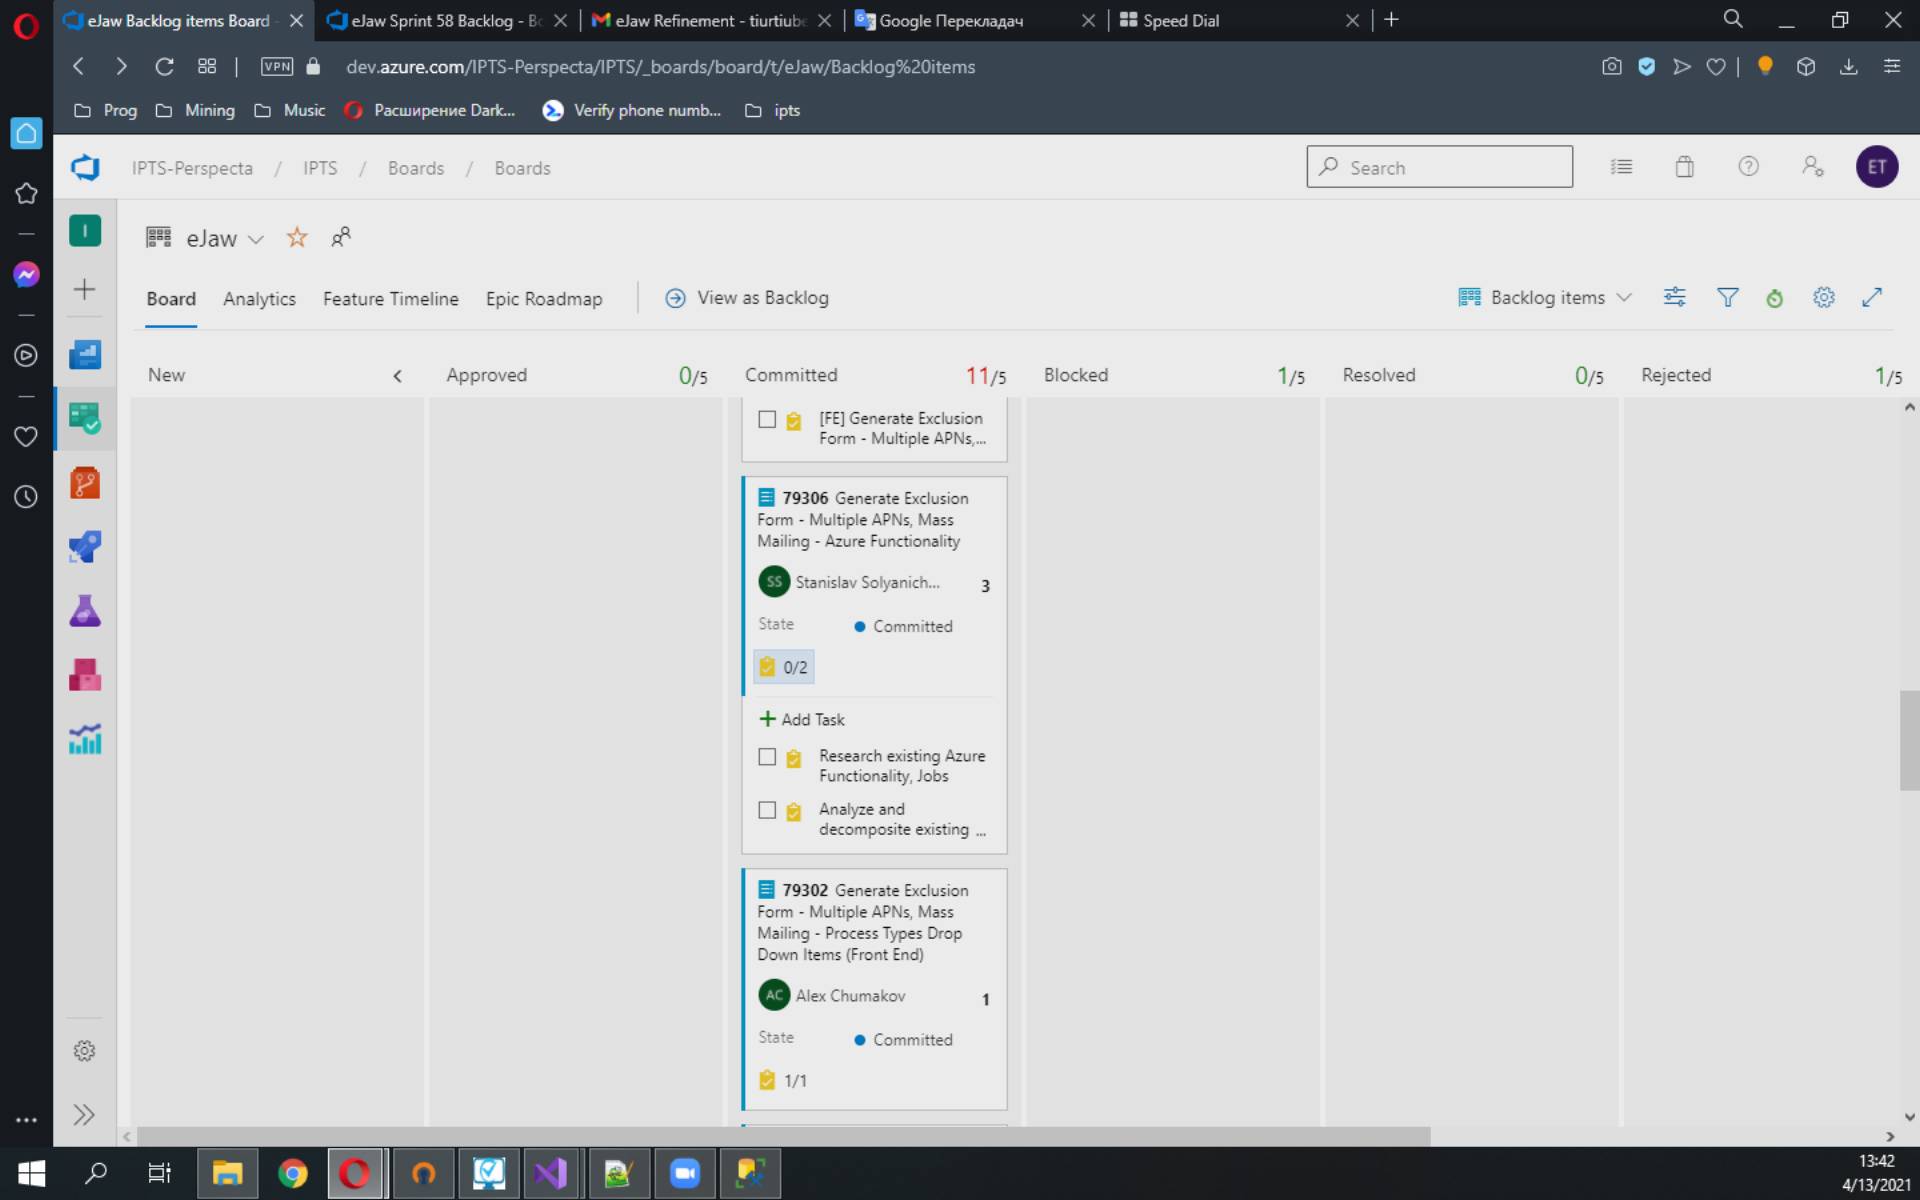 eJaw Backlog items Board -
eJaw Sprint 58 Backlog - Bo
eJaw Refinement - tiurtiube
Google Перекладач
Speed Dial
VPN
dev.azure.com/IPTS-Perspecta/IPTS/_boards/board/t/eJaw/Backlog%20items
Prog
Mining
Music
Расширение Dark...
Verify phone numb...
ipts
IPTS-Perspecta / IPTS / Boards / Boards
Search
ET
I
eJaw
Board
Analytics
Feature Timeline
Epic Roadmap
View as Backlog
Backlog items
New
Approved 0/5
Committed 11/5
Blocked 1/5
Resolved 0/5
Rejected 1/5
[FE] Generate Exclusion
Form - Multiple APNs,...
79306 Generate Exclusion
Form - Multiple APNs, Mass
Mailing - Azure Functionality
SS Stanislav Solyanich... 3
State Committed
0/2
+ Add Task
Research existing Azure
Functionality, Jobs
Analyze and
decomposite existing ...
79302 Generate Exclusion
Form - Multiple APNs, Mass
Mailing - Process Types Drop
Down Items (Front End)
AC Alex Chumakov 1
State Committed
1/1
13:42
4/13/2021